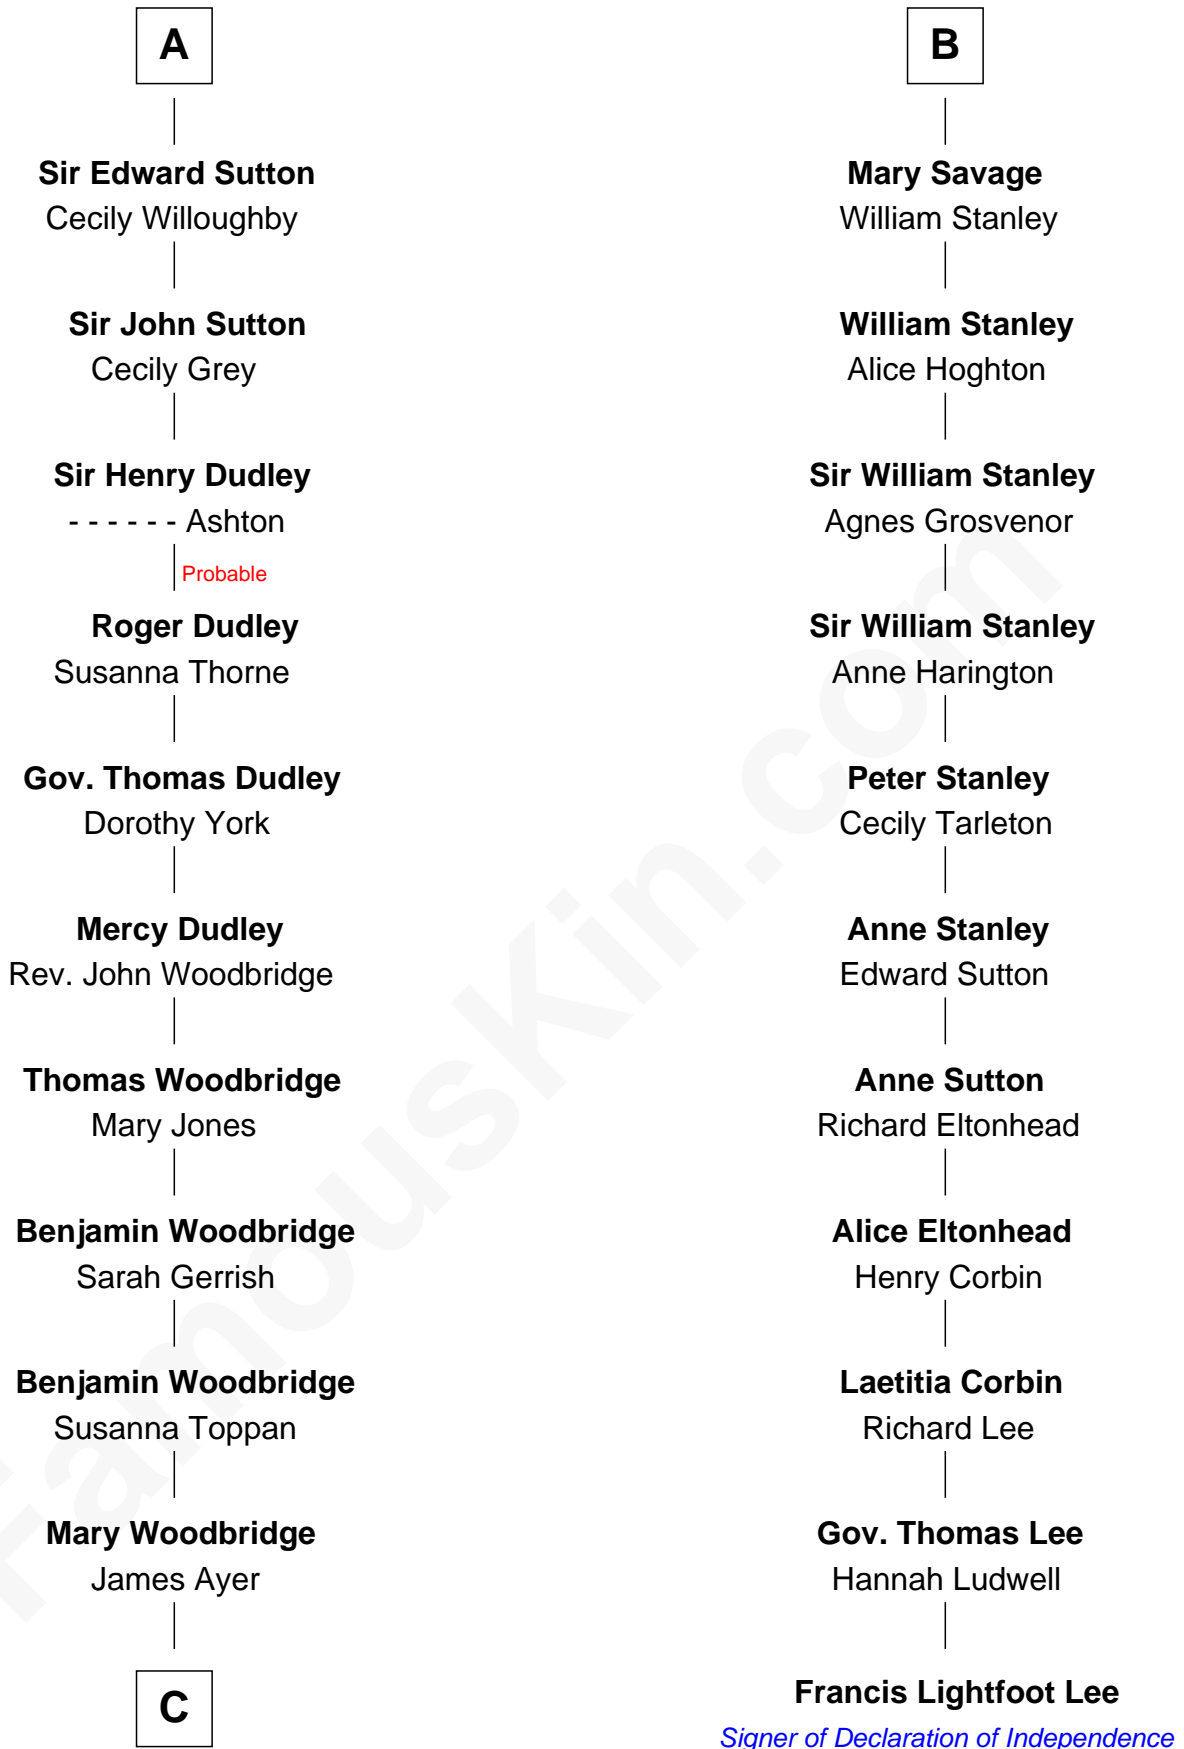 A
Sir Edward Sutton
Cecily Willoughby
Sir John Sutton
Cecily Grey
Sir Henry Dudley
- - - - - - Ashton
Probable
Roger Dudley
Susanna Thorne
Gov. Thomas Dudley
Dorothy York
Mercy Dudley
Rev. John Woodbridge
Thomas Woodbridge
Mary Jones
Benjamin Woodbridge
Sarah Gerrish
Benjamin Woodbridge
Susanna Toppan
Mary Woodbridge
James Ayer
C
B
Mary Savage
William Stanley
William Stanley
Alice Hoghton
Sir William Stanley
Agnes Grosvenor
Sir William Stanley
Anne Harington
Peter Stanley
Cecily Tarleton
Anne Stanley
Edward Sutton
Anne Sutton
Richard Eltonhead
Alice Eltonhead
Henry Corbin
Laetitia Corbin
Richard Lee
Gov. Thomas Lee
Hannah Ludwell
Francis Lightfoot Lee
Signer of Declaration of Independence
FamousKin.com